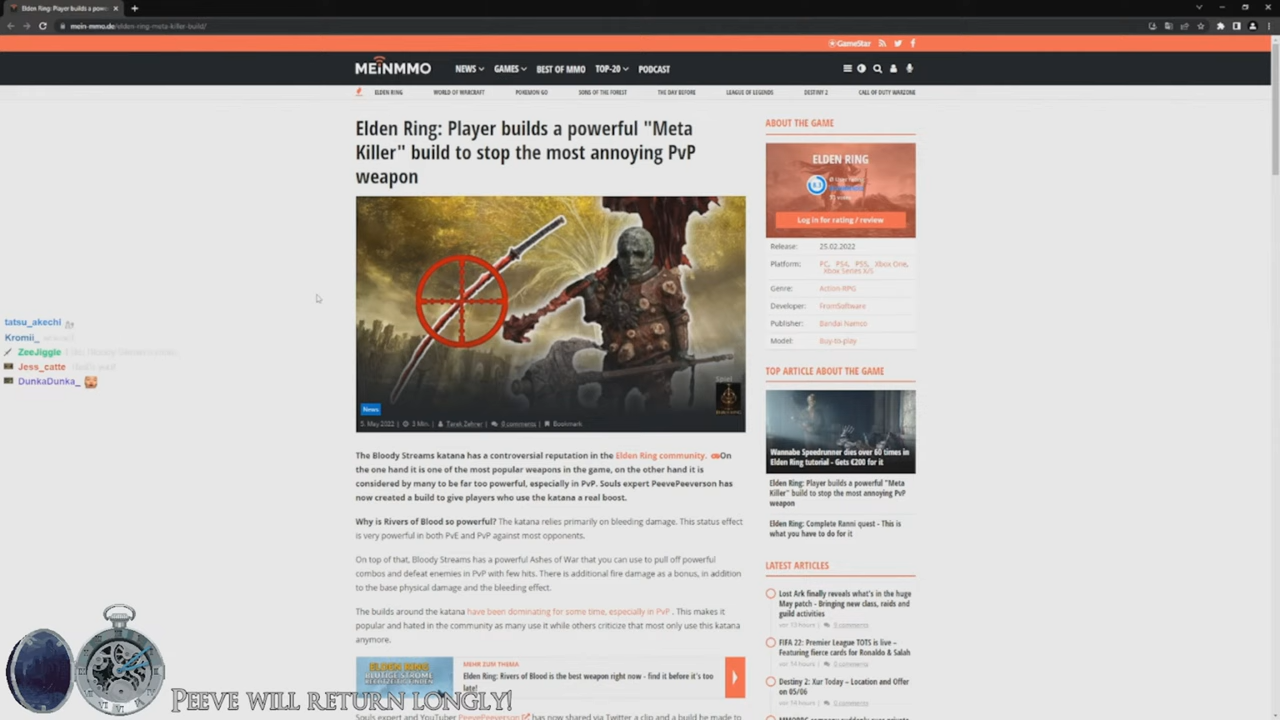 Elden Ring: Player builds a powe
mein-mmo.de/elden-ring-meta-killer-build/
GameStar
MEINMMO
NEWS
GAMES
BEST OF MMO
TOP-20
PODCAST
ELDEN RING
WORLD OF WARCRAFT
POKEMON GO
SONS OF THE FOREST
THE DAY BEFORE
LEAGUE OF LEGENDS
DESTINY 2
CALL OF DUTY WARZONE
Elden Ring: Player builds a powerful "Meta
Killer" build to stop the most annoying PvP
weapon
News
5. May 2022
3 Min.
Tarek Zehrer
0 comments
Bookmark
The Bloody Streams katana has a controversial reputation in the Elden Ring community. On
the one hand it is one of the most popular weapons in the game, on the other hand it is
considered by many to be far too powerful, especially in PvP. Souls expert PeevePeeverson has
now created a build to give players who use the katana a real boost.
Why is Rivers of Blood so powerful? The katana relies primarily on bleeding damage. This status effect
is very powerful in both PvE and PvP against most opponents.
On top of that, Bloody Streams has a powerful Ashes of War that you can use to pull off powerful
combos and defeat enemies in PvP with few hits. There is additional fire damage as a bonus, in addition
to the base physical damage and the bleeding effect.
The builds around the katana have been dominating for some time, especially in PvP . This makes it
popular and hated in the community as many use it while others criticize that most only use this katana
anymore.
ELDEN RING
BLUTIGE STRÖME
MEHR ZUM THEMA
Elden Ring: Rivers of Blood is the best weapon right now - find it before it's too
late!
Souls expert and YouTuber PeevePeeverson has now shared via Twitter a clip and a build he made to
ABOUT THE GAME
ELDEN RING
Log in for rating / review
Release: 25.02.2022
Platform: PC, PS4, PS5, Xbox One,
Xbox Series X/S
Genre: Action-RPG
Developer: FromSoftware
Publisher: Bandai Namco
Model: Buy-to-play
TOP ARTICLE ABOUT THE GAME
Wannabe Speedrunner dies over 60 times in
Elden Ring tutorial - Gets €200 for it
Elden Ring: Player builds a powerful "Meta
Killer" build to stop the most annoying PvP
weapon
Elden Ring: Complete Ranni quest - This is
what you have to do for it
LATEST ARTICLES
Lost Ark finally reveals what's in the huge
May patch - Bringing new class, raids and
guild activities
vor 13 hours
5 comments
FIFA 22: Premier League TOTS is live –
Featuring fierce cards for Ronaldo & Salah
vor 14 hours
0 comments
Destiny 2: Xur Today – Location and Offer
on 05/06
vor 14 hours
0 comments
tatsu_akechi
Kromii_
ZeeJiggle
Jess_catte
DunkaDunka_
PEEVE WILL RETURN LONGLY!